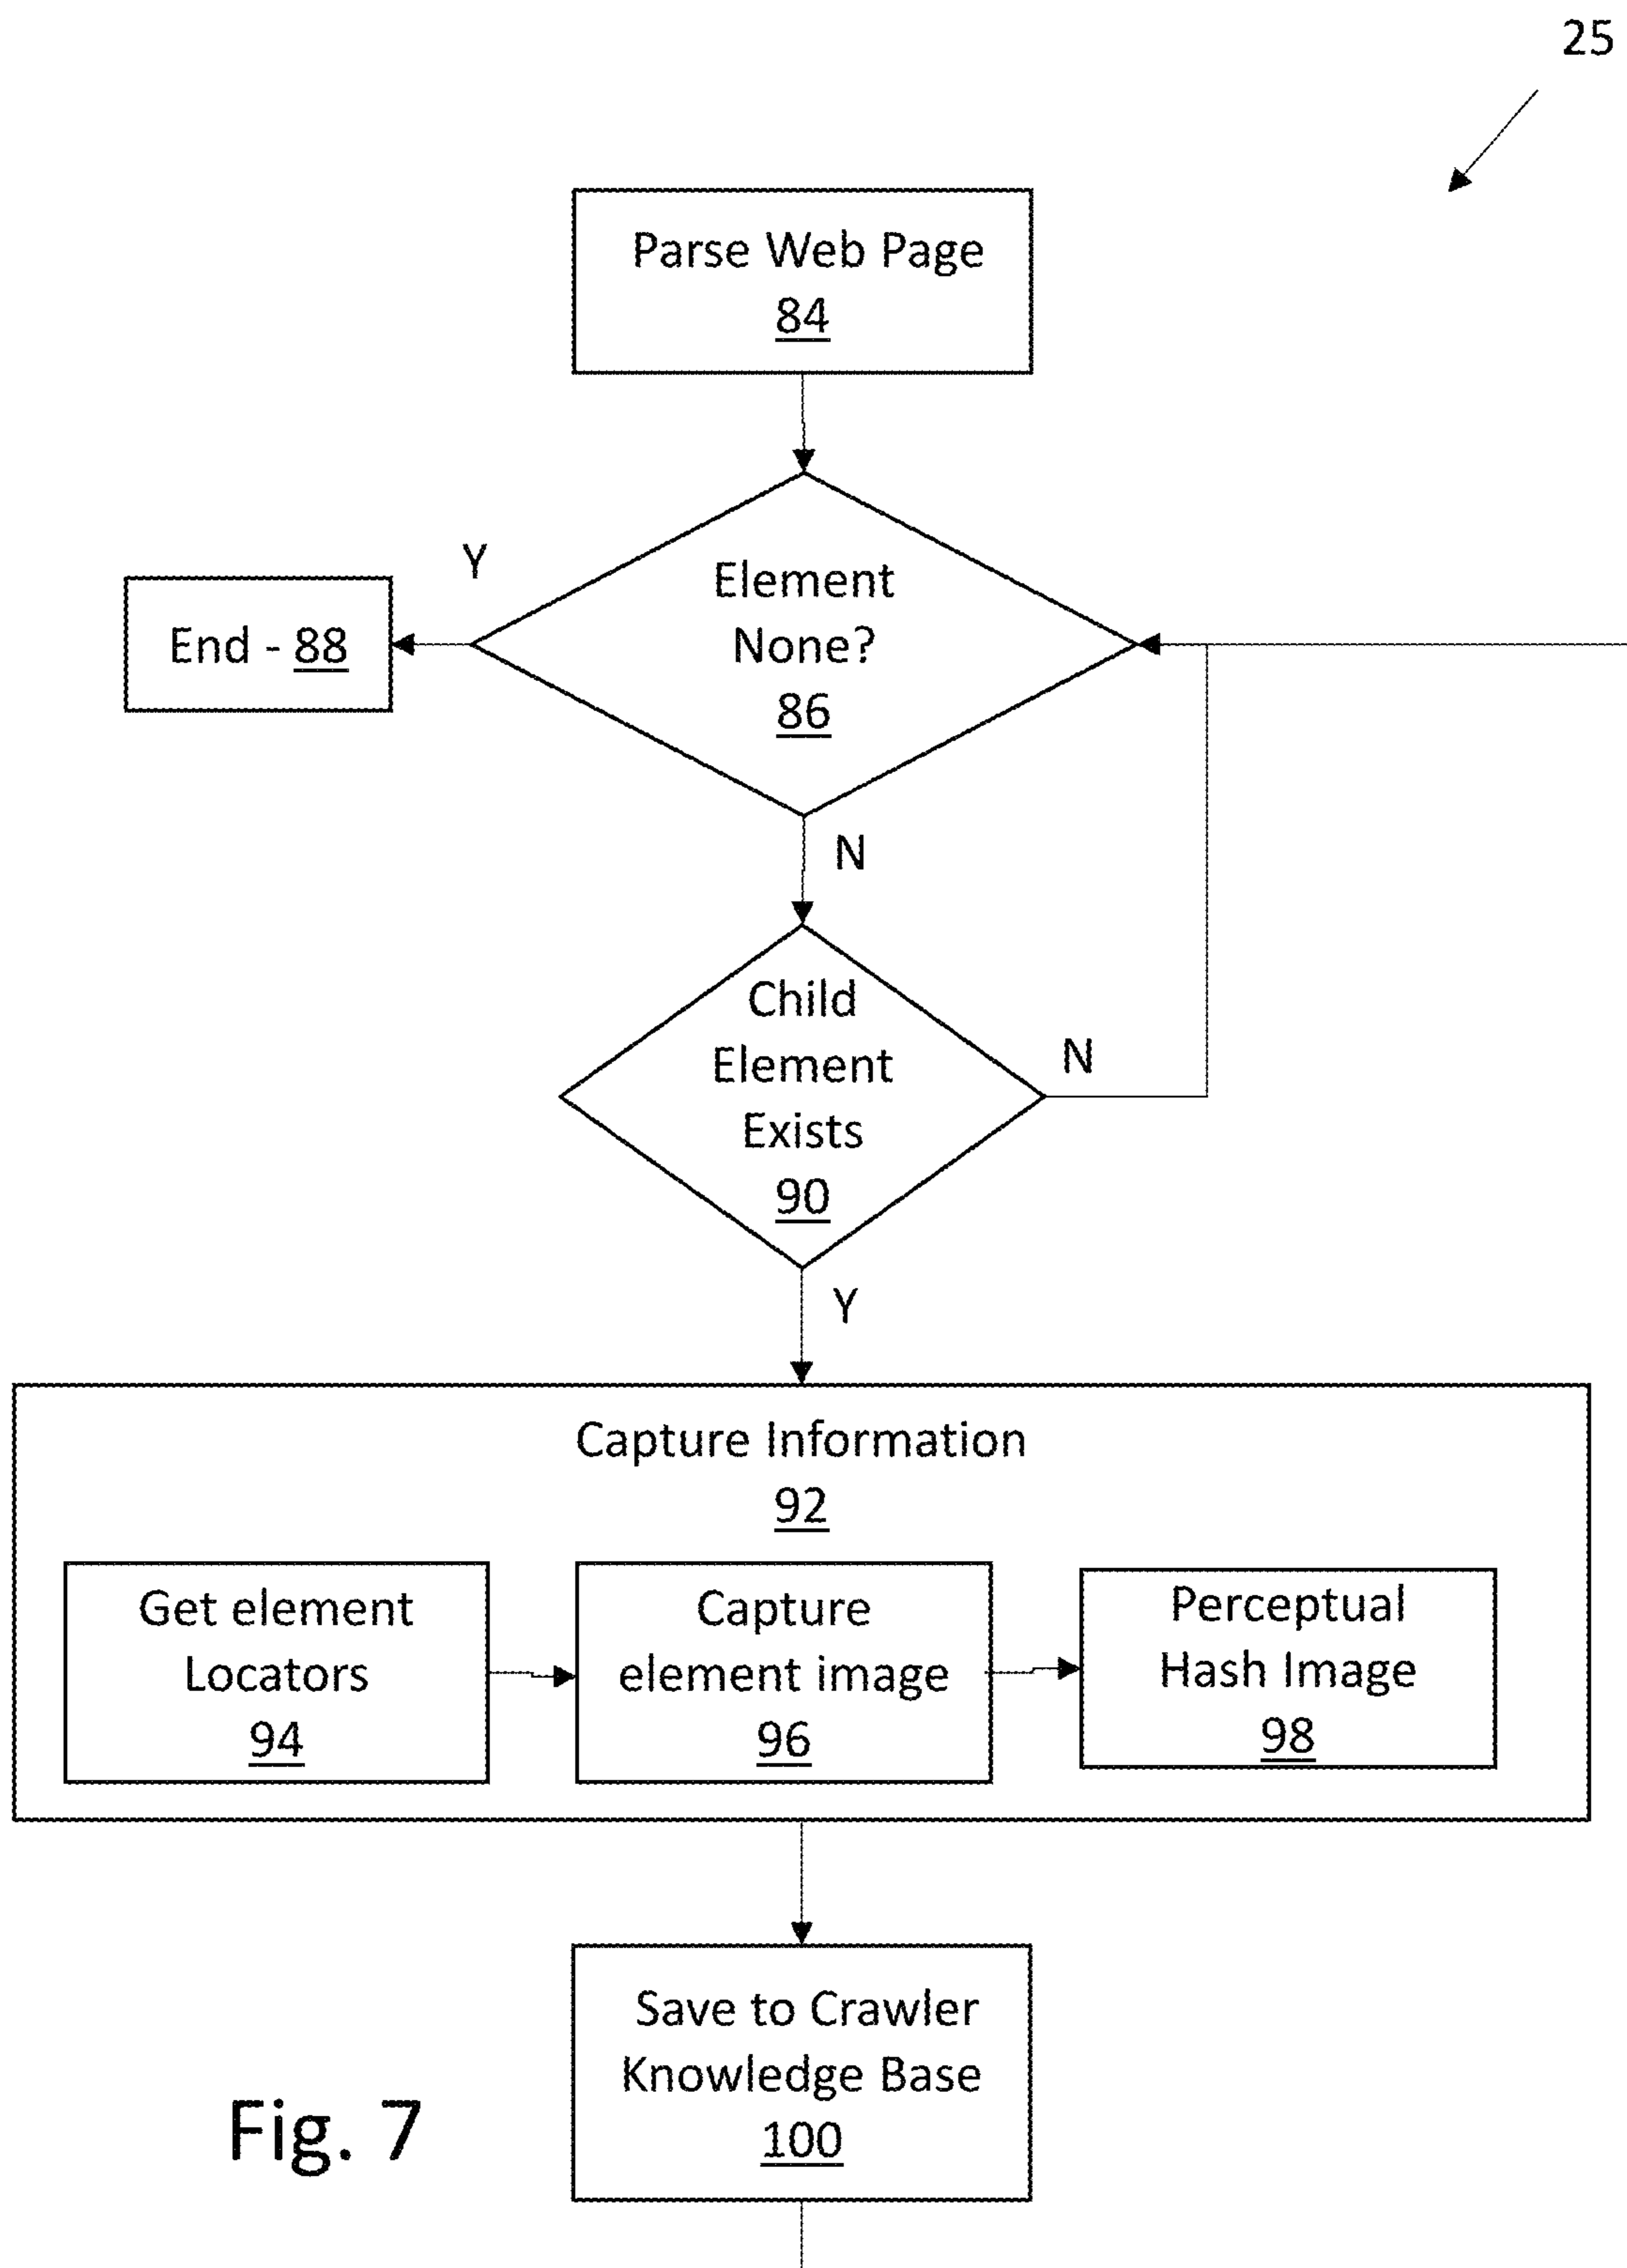 25
Parse Web Page
84
Y
Element
None?
86
End - 88
N
Child
Element
Exists
90
N
Y
Capture Information
92
Get element
Locators
94
Capture
element image
96
Perceptual
Hash Image
98
Save to Crawler
Knowledge Base
100
Fig. 7